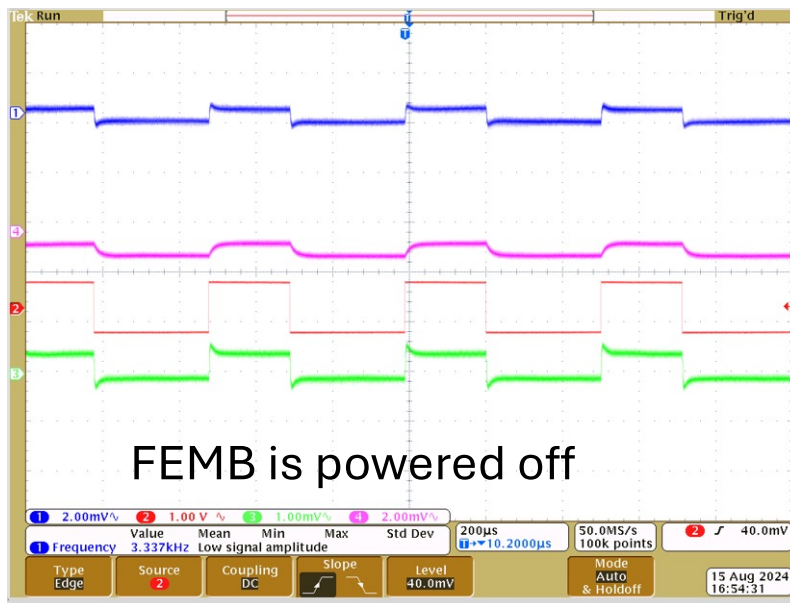 Tek Run Trig'd
T
T
1
4
2
3
FEMB is powered off
1 2.00mV∿ 2 1.00 V ∿ 3 1.00mV∿ 4 2.00mV∿
Value Mean Min Max Std Dev
1 Frequency 3.337kHz Low signal amplitude
200µs
T→▾10.2000µs
50.0MS/s
100k points
2 ƒ 40.0mV
Type
Edge
Source
2
Coupling
DC
Slope
Level
40.0mV
Mode
Auto
& Holdoff
15 Aug 2024
16:54:31